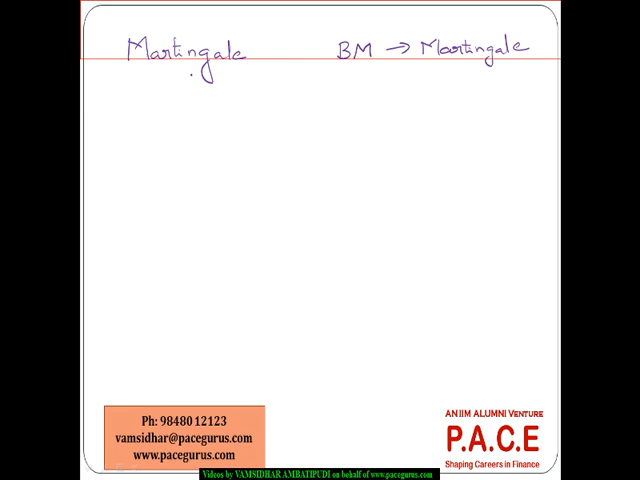 Martingale BM → Martingale
Ph: 98480 12123
vamsidhar@pacegurus.com
www.pacegurus.com
AN IIM ALUMNI VENTURE
P.A.C.E
Shaping Careers in Finance
Videos by VAMSIDHAR AMBATIPUDI on behalf of www.pacegurus.com